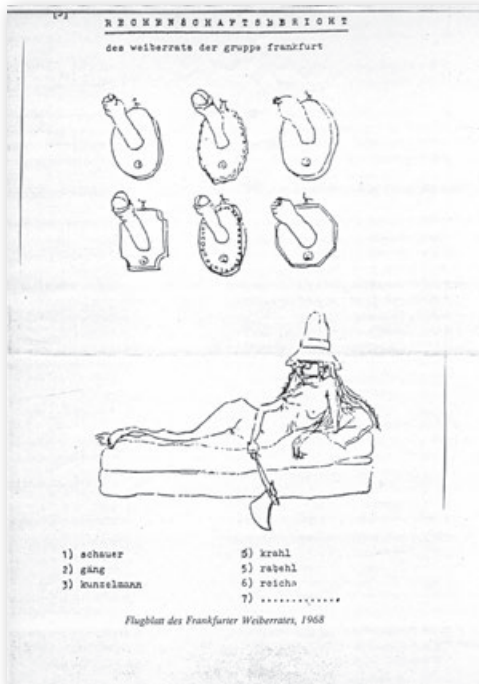 RECHENSCHAFTSBERICHT
des weiberrats der gruppe frankfurt
1) schauer
2) gäng
3) kunzelmann
5) krahl
5) rabehl
6) reiche
7) .............
Flugblatt des Frankfurter Weiberrates, 1968